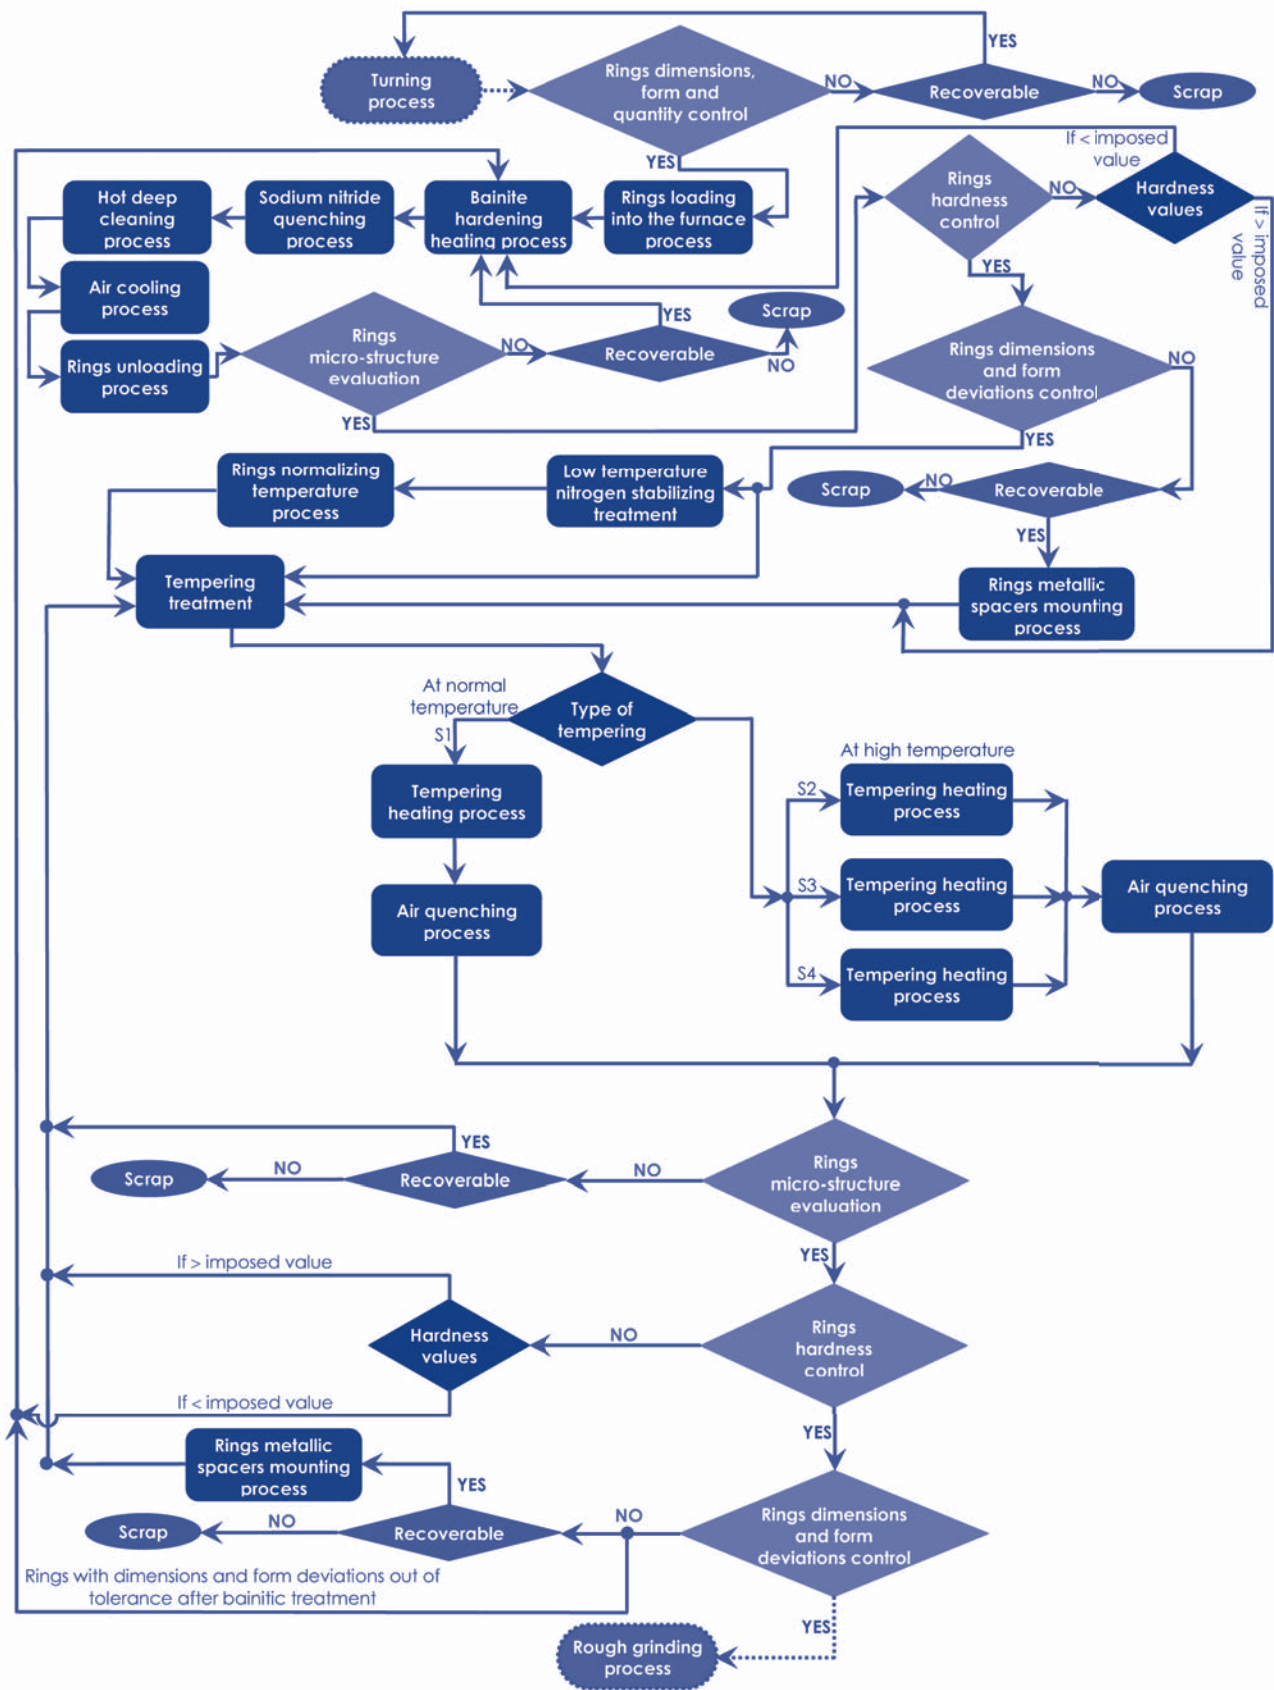 YES
Turning
process
Rings dimensions,
form and
quantity control
NO
Recoverable
NO
Scrap
YES
If < imposed
value
Hot deep
cleaning
process
Sodium nitride
quenching
process
Bainite
hardening
heating process
Rings loading
into the furnace
process
Rings
hardness
control
NO
Hardness
values
If > imposed
value
YES
Air cooling
process
Rings unloading
process
Rings
micro-structure
evaluation
NO
YES
Recoverable
Scrap
NO
YES
Rings dimensions
and form
deviations control
NO
YES
Rings normalizing
temperature
process
Low temperature
nitrogen stabilizing
treatment
Scrap
NO
Recoverable
YES
Tempering
treatment
Rings metallic
spacers mounting
process
At normal
temperature
S1
Type of
tempering
At high temperature
Tempering
heating process
S2
Tempering heating
process
S3
Tempering heating
process
S4
Tempering heating
process
Air quenching
process
Air quenching
process
YES
Scrap
NO
Recoverable
NO
Rings
micro-structure
evaluation
YES
If > imposed value
Hardness
values
NO
Rings
hardness
control
If < imposed value
YES
Rings metallic
spacers mounting
process
YES
Scrap
NO
Recoverable
NO
Rings dimensions
and form
deviations control
Rings with dimensions and form deviations out of
tolerance after bainitic treatment
YES
Rough grinding
process